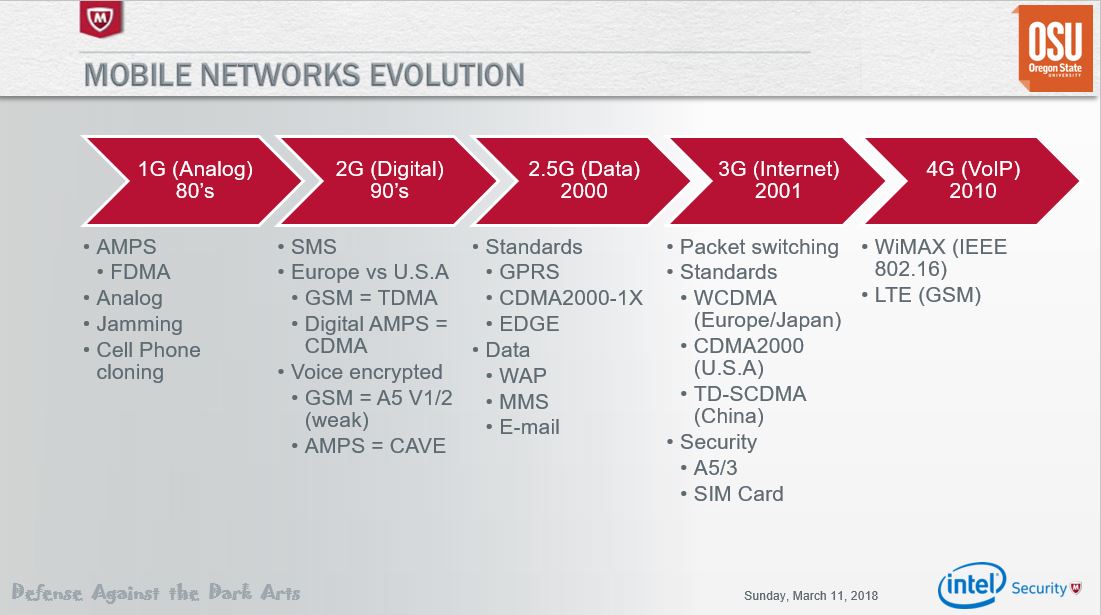 OSU
Oregon State
UNIVERSITY
MOBILE NETWORKS EVOLUTION
1G (Analog)
80’s
• AMPS
• FDMA
• Analog
• Jamming
• Cell Phone
cloning
2G (Digital)
90’s
• SMS
• Europe vs U.S.A
• GSM = TDMA
• Digital AMPS =
CDMA
• Voice encrypted
• GSM = A5 V1/2
(weak)
• AMPS = CAVE
2.5G (Data)
2000
• Standards
• GPRS
• CDMA2000-1X
• EDGE
• Data
• WAP
• MMS
• E-mail
3G (Internet)
2001
• Packet switching
• Standards
• WCDMA
(Europe/Japan)
• CDMA2000
(U.S.A)
• TD-SCDMA
(China)
• Security
• A5/3
• SIM Card
4G (VoIP)
2010
• WiMAX (IEEE
802.16)
• LTE (GSM)
Defense Against the Dark Arts
Sunday, March 11, 2018
intel Security